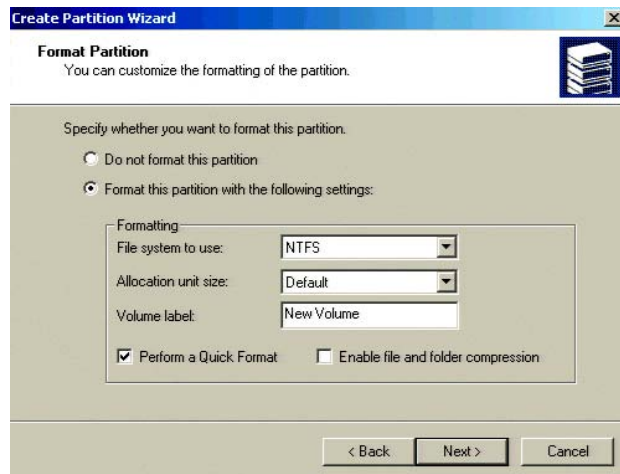 Create Partition Wizard
Format Partition
You can customize the formatting of the partition.
Specify whether you want to format this partition.
Do not format this partition
Format this partition with the following settings:
Formatting
File system to use: NTFS
Allocation unit size: Default
Volume label: New Volume
Perform a Quick Format Enable file and folder compression
< Back Next > Cancel